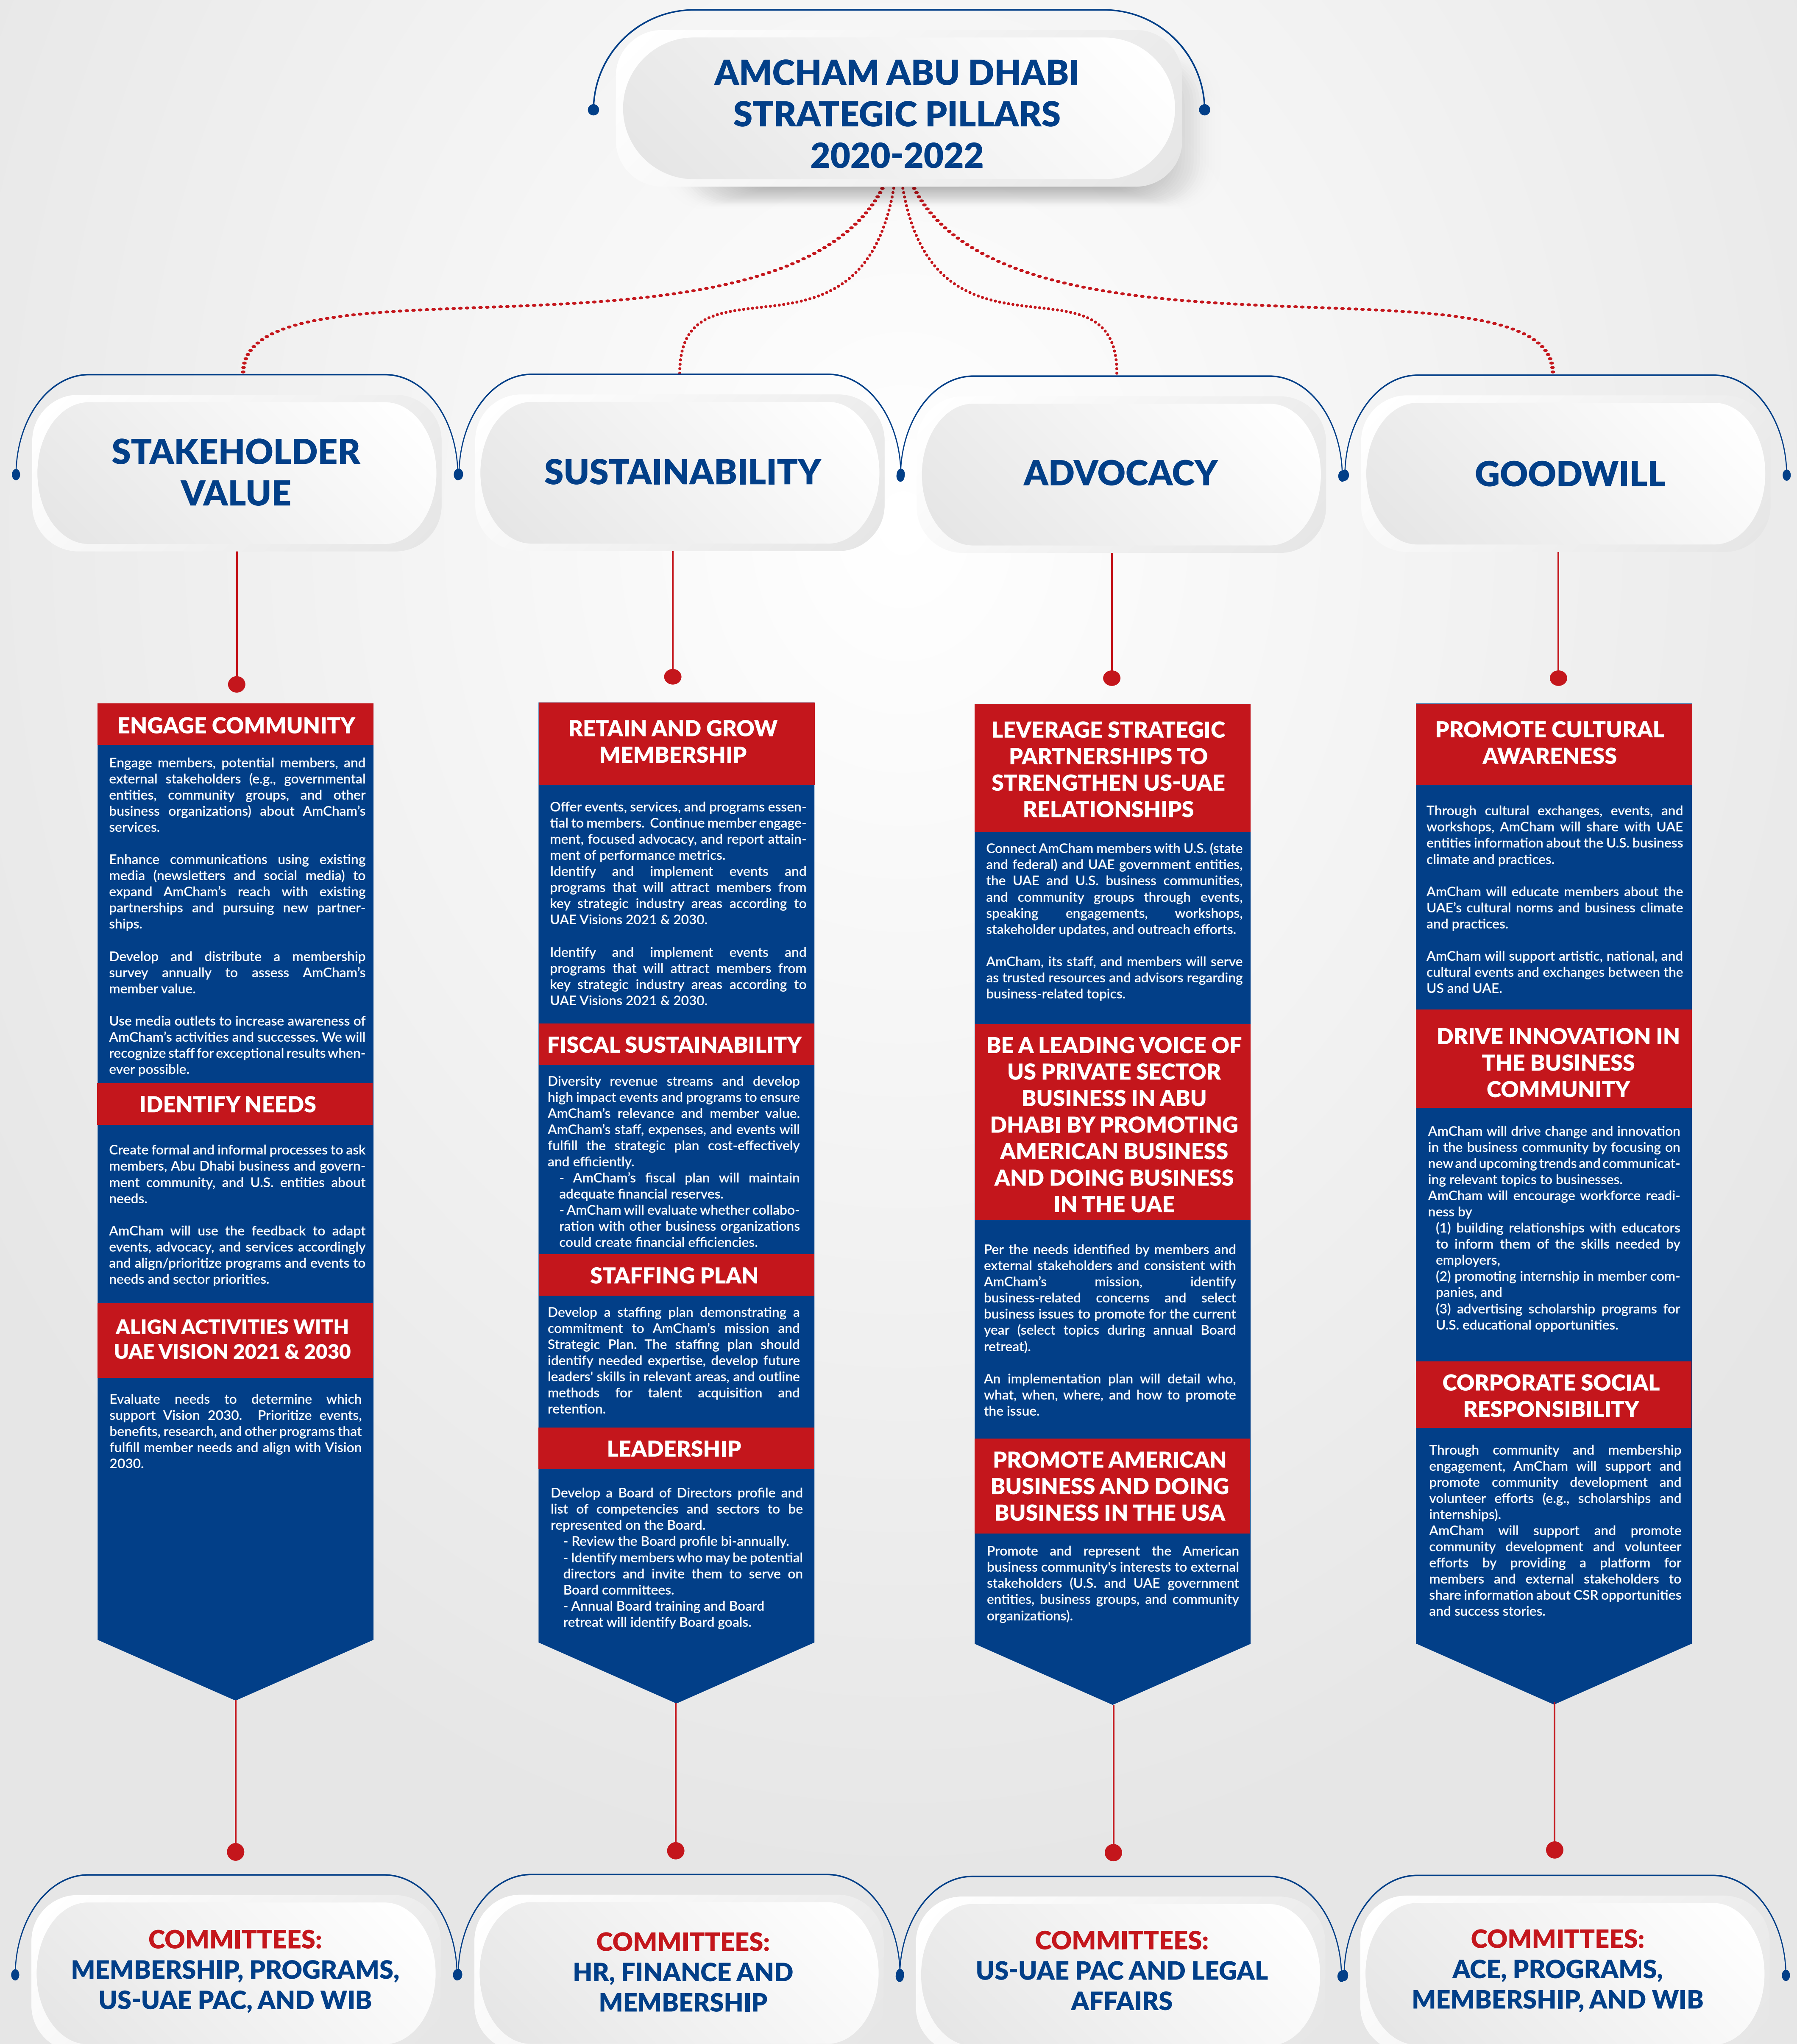 AMCHAM ABU DHABI
STRATEGIC PILLARS
2020-2022
STAKEHOLDER
VALUE
SUSTAINABILITY
ADVOCACY
GOODWILL
ENGAGE COMMUNITY
Engage members, potential members, and
external stakeholders (e.g., governmental
entities, community groups, and other
business organizations) about AmCham's
services.
Enhance communications using existing
media (newsletters and social media) to
expand AmCham's reach with existing
partnerships and pursuing new partner-
ships.
Develop and distribute a membership
survey annually to assess AmCham's
member value.
Use media outlets to increase awareness of
AmCham's activities and successes. We will
recognize staff for exceptional results when-
ever possible.
IDENTIFY NEEDS
Create formal and informal processes to ask
members, Abu Dhabi business and govern-
ment community, and U.S. entities about
needs.
AmCham will use the feedback to adapt
events, advocacy, and services accordingly
and align/prioritize programs and events to
needs and sector priorities.
ALIGN ACTIVITIES WITH
UAE VISION 2021 & 2030
Evaluate needs to determine which
support Vision 2030. Prioritize events,
benefits, research, and other programs that
fulfill member needs and align with Vision
2030.
RETAIN AND GROW
MEMBERSHIP
Offer events, services, and programs essen-
tial to members. Continue member engage-
ment, focused advocacy, and report attain-
ment of performance metrics.
Identify and implement events and
programs that will attract members from
key strategic industry areas according to
UAE Visions 2021 & 2030.
Identify and implement events and
programs that will attract members from
key strategic industry areas according to
UAE Visions 2021 & 2030.
FISCAL SUSTAINABILITY
Diversity revenue streams and develop
high impact events and programs to ensure
AmCham's relevance and member value.
AmCham's staff, expenses, and events will
fulfill the strategic plan cost-effectively
and efficiently.
- AmCham's fiscal plan will maintain
adequate financial reserves.
- AmCham will evaluate whether collabo-
ration with other business organizations
could create financial efficiencies.
STAFFING PLAN
Develop a staffing plan demonstrating a
commitment to AmCham's mission and
Strategic Plan. The staffing plan should
identify needed expertise, develop future
leaders' skills in relevant areas, and outline
methods for talent acquisition and
retention.
LEADERSHIP
Develop a Board of Directors profile and
list of competencies and sectors to be
represented on the Board.
- Review the Board profile bi-annually.
- Identify members who may be potential
directors and invite them to serve on
Board committees.
- Annual Board training and Board
retreat will identify Board goals.
LEVERAGE STRATEGIC
PARTNERSHIPS TO
STRENGTHEN US-UAE
RELATIONSHIPS
Connect AmCham members with U.S. (state
and federal) and UAE government entities,
the UAE and U.S. business communities,
and community groups through events,
speaking engagements, workshops,
stakeholder updates, and outreach efforts.
AmCham, its staff, and members will serve
as trusted resources and advisors regarding
business-related topics.
BE A LEADING VOICE OF
US PRIVATE SECTOR
BUSINESS IN ABU
DHABI BY PROMOTING
AMERICAN BUSINESS
AND DOING BUSINESS
IN THE UAE
Per the needs identified by members and
external stakeholders and consistent with
AmCham's mission, identify
business-related concerns and select
business issues to promote for the current
year (select topics during annual Board
retreat).
An implementation plan will detail who,
what, when, where, and how to promote
the issue.
PROMOTE AMERICAN
BUSINESS AND DOING
BUSINESS IN THE USA
Promote and represent the American
business community's interests to external
stakeholders (U.S. and UAE government
entities, business groups, and community
organizations).
PROMOTE CULTURAL
AWARENESS
Through cultural exchanges, events, and
workshops, AmCham will share with UAE
entities information about the U.S. business
climate and practices.
AmCham will educate members about the
UAE's cultural norms and business climate
and practices.
AmCham will support artistic, national, and
cultural events and exchanges between the
US and UAE.
DRIVE INNOVATION IN
THE BUSINESS
COMMUNITY
AmCham will drive change and innovation
in the business community by focusing on
new and upcoming trends and communicat-
ing relevant topics to businesses.
AmCham will encourage workforce readi-
ness by
(1) building relationships with educators
to inform them of the skills needed by
employers,
(2) promoting internship in member com-
panies, and
(3) advertising scholarship programs for
U.S. educational opportunities.
CORPORATE SOCIAL
RESPONSIBILITY
Through community and membership
engagement, AmCham will support and
promote community development and
volunteer efforts (e.g., scholarships and
internships).
AmCham will support and promote
community development and volunteer
efforts by providing a platform for
members and external stakeholders to
share information about CSR opportunities
and success stories.
COMMITTEES:
MEMBERSHIP, PROGRAMS,
US-UAE PAC, AND WIB
COMMITTEES:
HR, FINANCE AND
MEMBERSHIP
COMMITTEES:
US-UAE PAC AND LEGAL
AFFAIRS
COMMITTEES:
ACE, PROGRAMS,
MEMBERSHIP, AND WIB